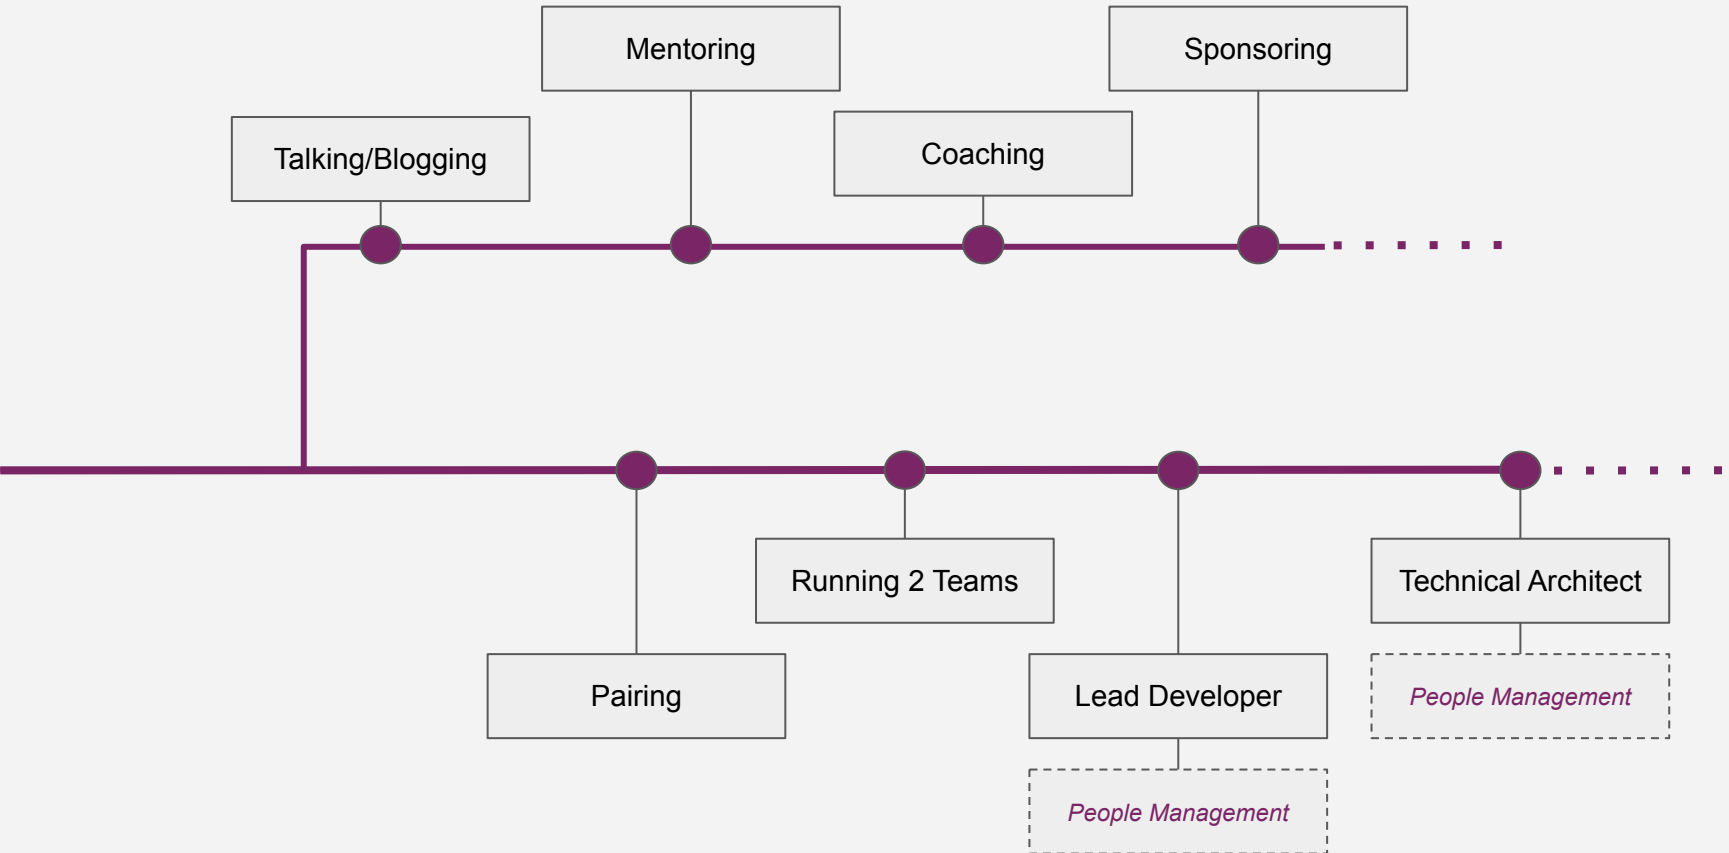 Mentoring
Sponsoring
Talking/Blogging
Coaching
Running 2 Teams
Technical Architect
Pairing
Lead Developer
People Management
People Management